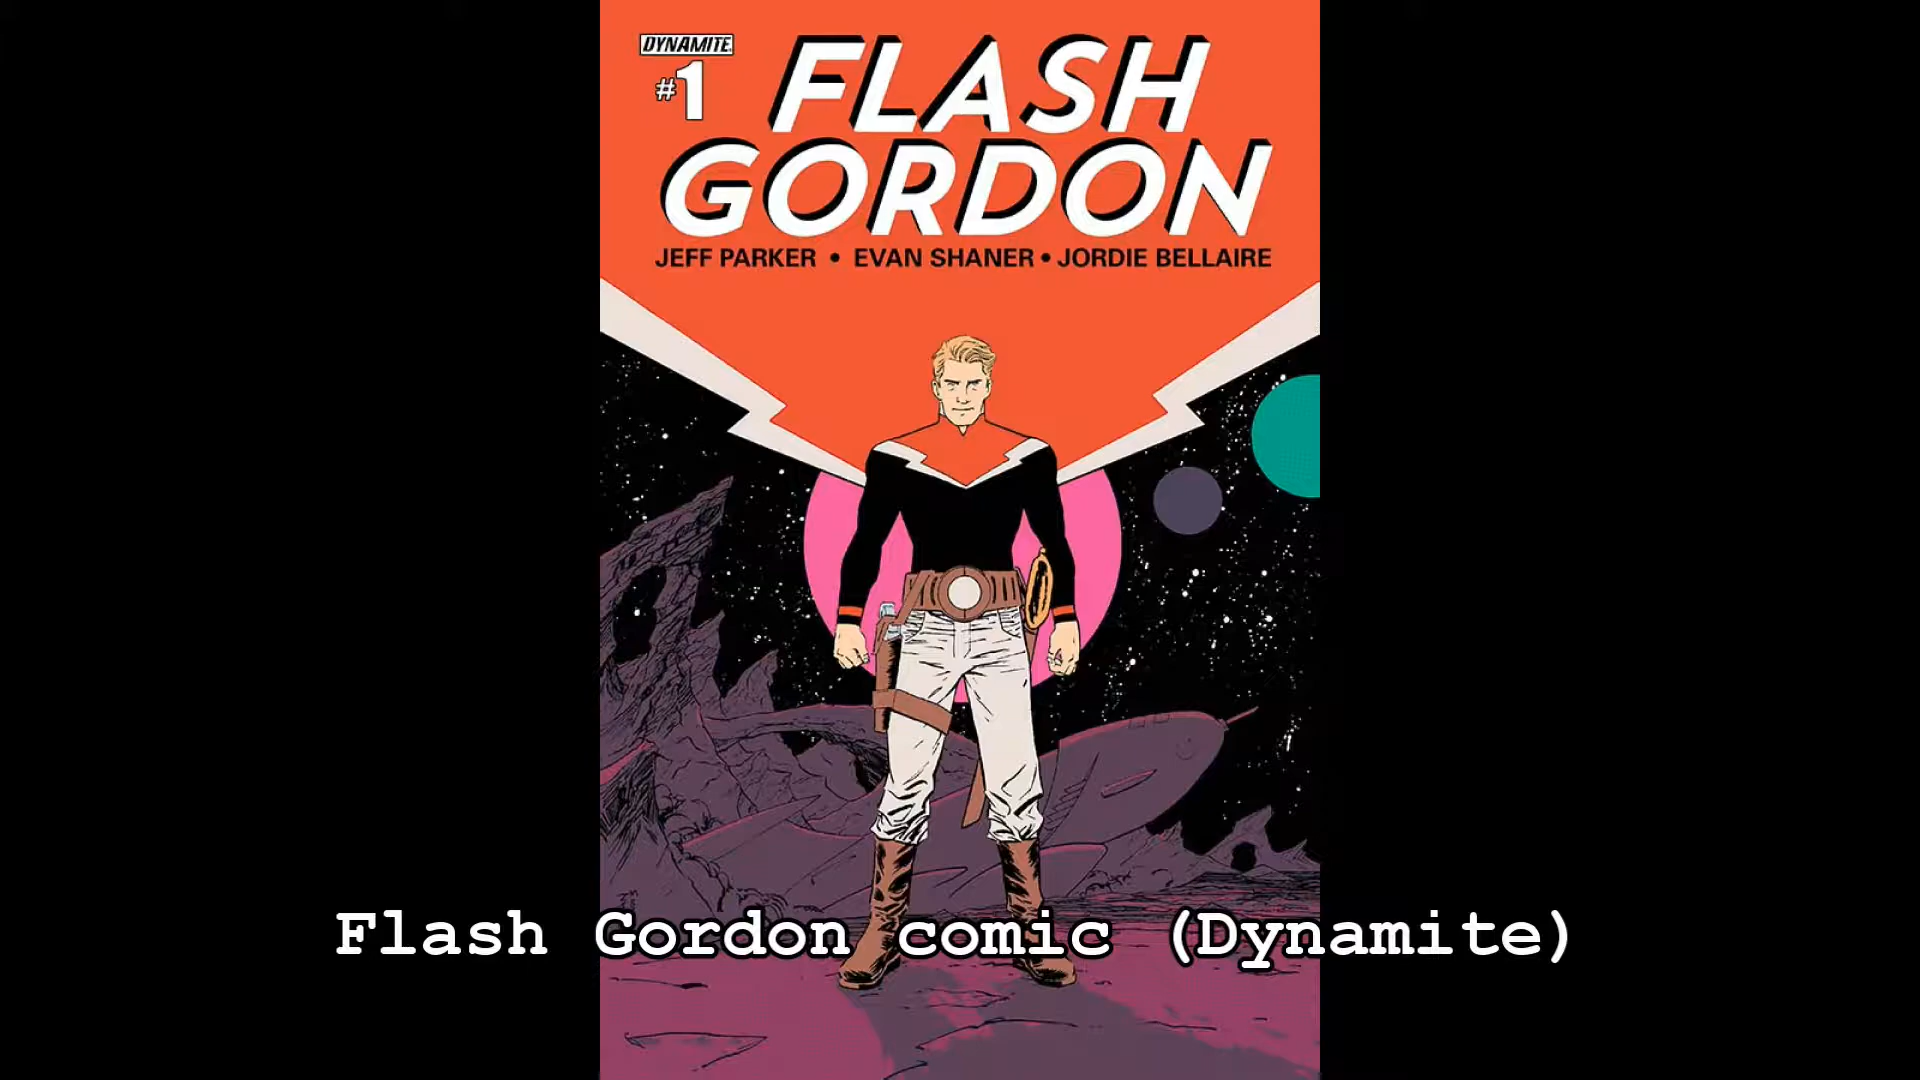 DYNAMITE.
#1
FLASH
GORDON
JEFF PARKER • EVAN SHANER • JORDIE BELLAIRE
Flash Gordon comic (Dynamite)